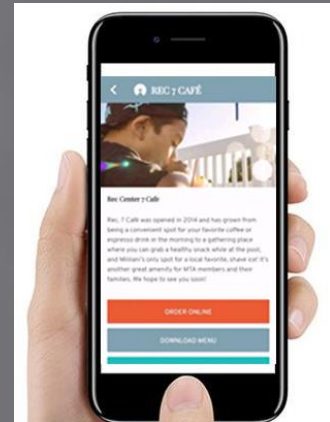 REC 7 CAFÉ
Rec Center 7 Cafe
Rec. 7 Café was opened in 2014 and has grown from
being a convenient spot for your favorite coffee or
espresso drink in the morning to a gathering place
where you can grab a healthy snack while at the pool,
and Mililani's only spot for a local favorite, shave ice! It's
another great amenity for MTA members and their
families. We hope to see you soon!
ORDER ONLINE
DOWNLOAD MENU